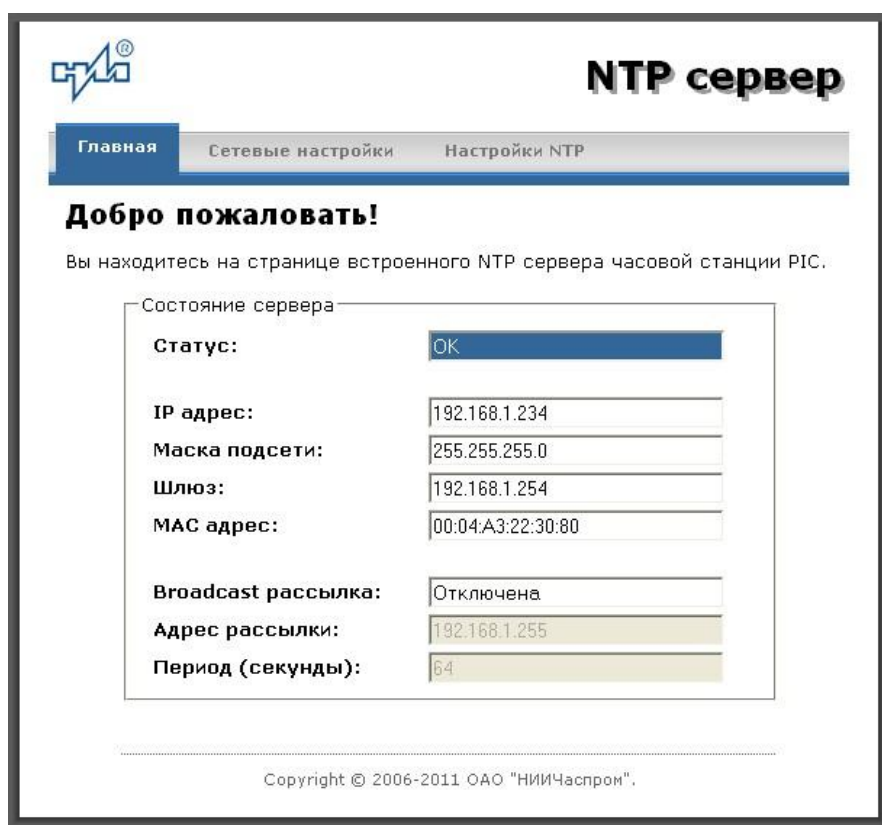 NTP сервер
Главная Сетевые настройки Настройки NTP
Добро пожаловать!
Вы находитесь на странице встроенного NTP сервера часовой станции PIC.
Состояние сервера
Статус: OK
IP адрес: 192.168.1.234
Маска подсети: 255.255.255.0
Шлюз: 192.168.1.254
MAC адрес: 00:04:A3:22:30:80
Broadcast рассылка: Отключена
Адрес рассылки: 192.168.1.255
Период (секунды): 64
Copyright © 2006-2011 ОАО "НИИЧаспром".